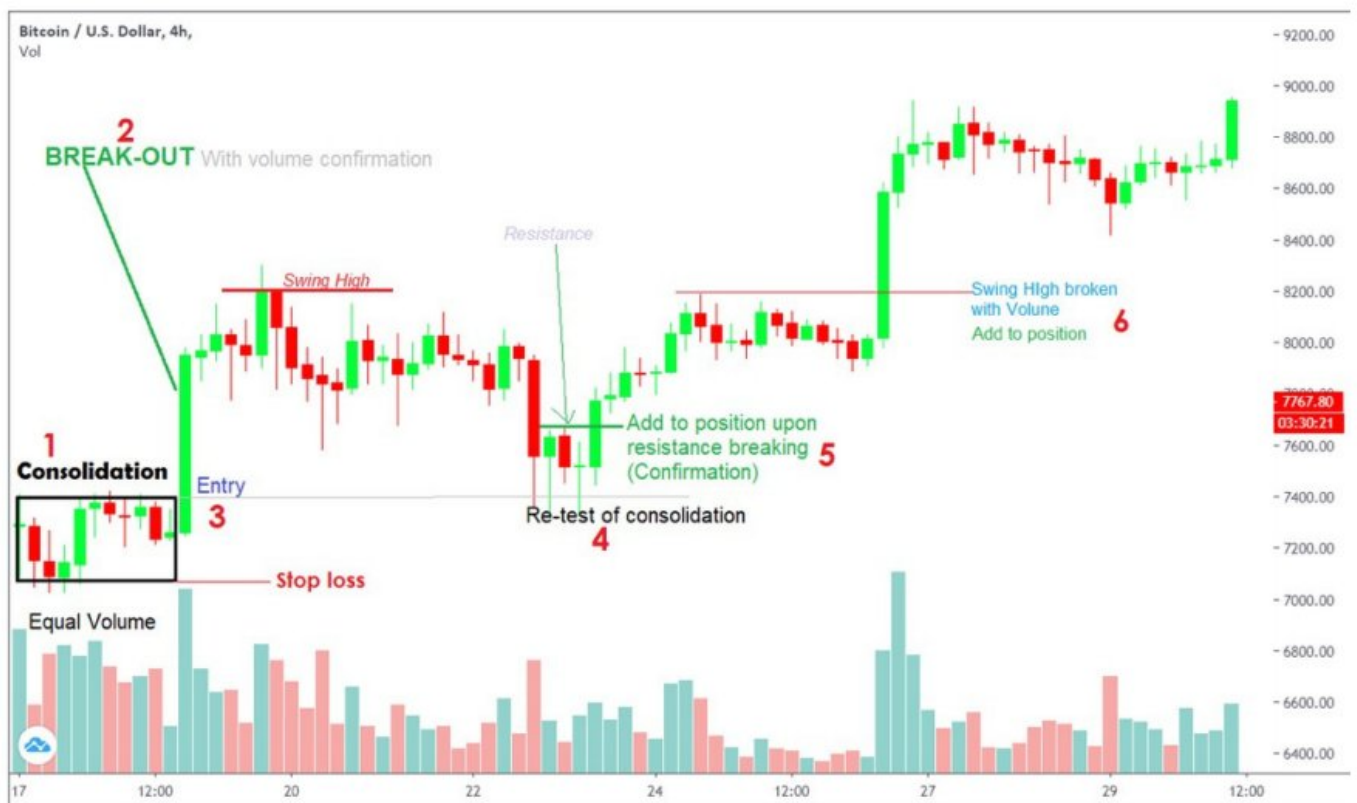 Bitcoin / U.S. Dollar, 4h,
Vol
2
BREAK-OUT With volume confirmation
Resistance
Swing High
Swing HIgh broken
with Volune
Add to position
6
1
Consolidation
Entry
3
Add to position upon
resistance breaking
(Confirmation)
5
Re-test of consolidation
4
Stop loss
Equal Volume
9200.00
9000.00
8800.00
8600.00
8400.00
8200.00
8000.00
7767.80
03:30:21
7600.00
7400.00
7200.00
7000.00
6800.00
6600.00
6400.00
17 12:00 20 22 24 12:00 27 29 12:00